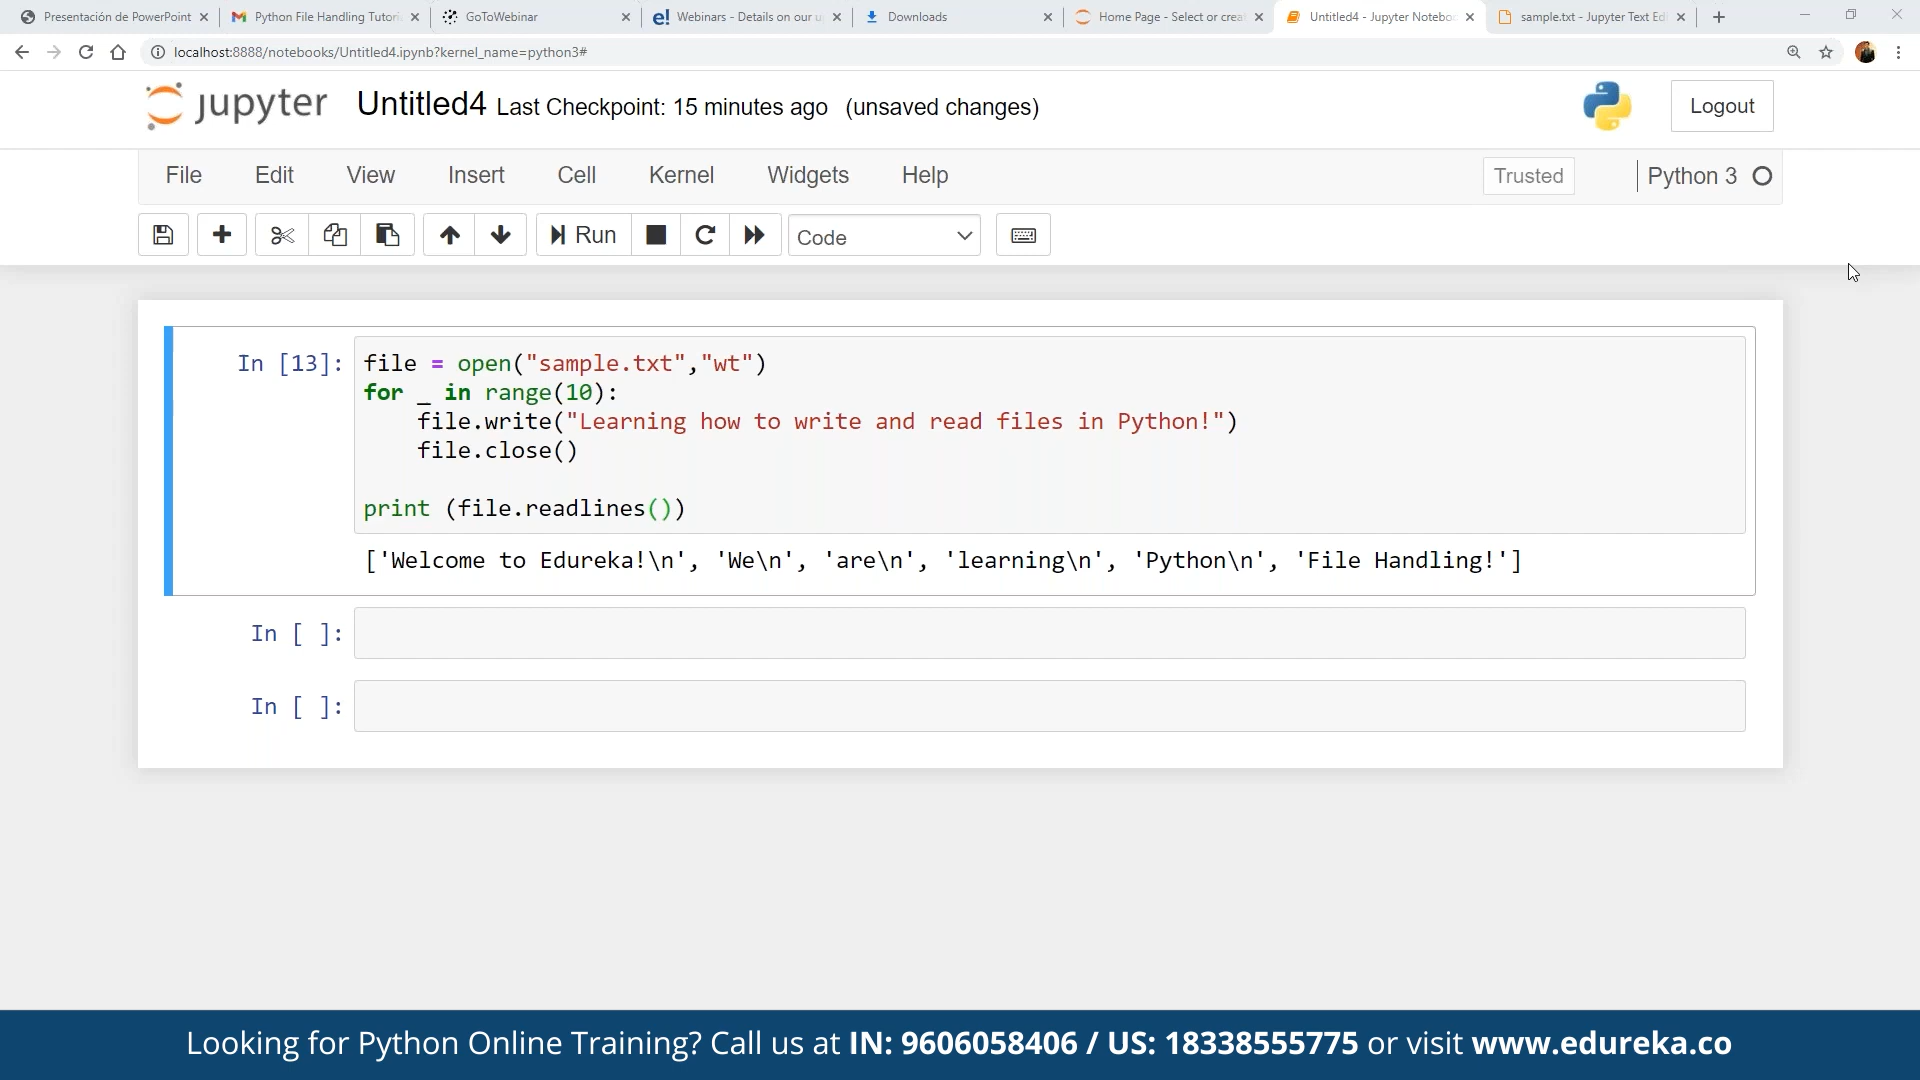 Presentación de PowerPoint
Python File Handling Tutori
GoToWebinar
e! Webinars - Details on our u
Downloads
Home Page - Select or crea
Untitled4 - Jupyter Noteboo
sample.txt - Jupyter Text Ed
localhost:8888/notebooks/Untitled4.ipynb?kernel_name=python3#
jupyter Untitled4 Last Checkpoint: 15 minutes ago (unsaved changes)
Logout
File Edit View Insert Cell Kernel Widgets Help
Trusted
Python 3
Run
Code
In [13]:
file = open("sample.txt","wt")
for _ in range(10):
    file.write("Learning how to write and read files in Python!")
    file.close()
print (file.readlines())
['Welcome to Edureka!\n', 'We\n', 'are\n', 'learning\n', 'Python\n', 'File Handling!']
In [ ]:
In [ ]:
Looking for Python Online Training? Call us at IN: 9606058406 / US: 18338555775 or visit www.edureka.co